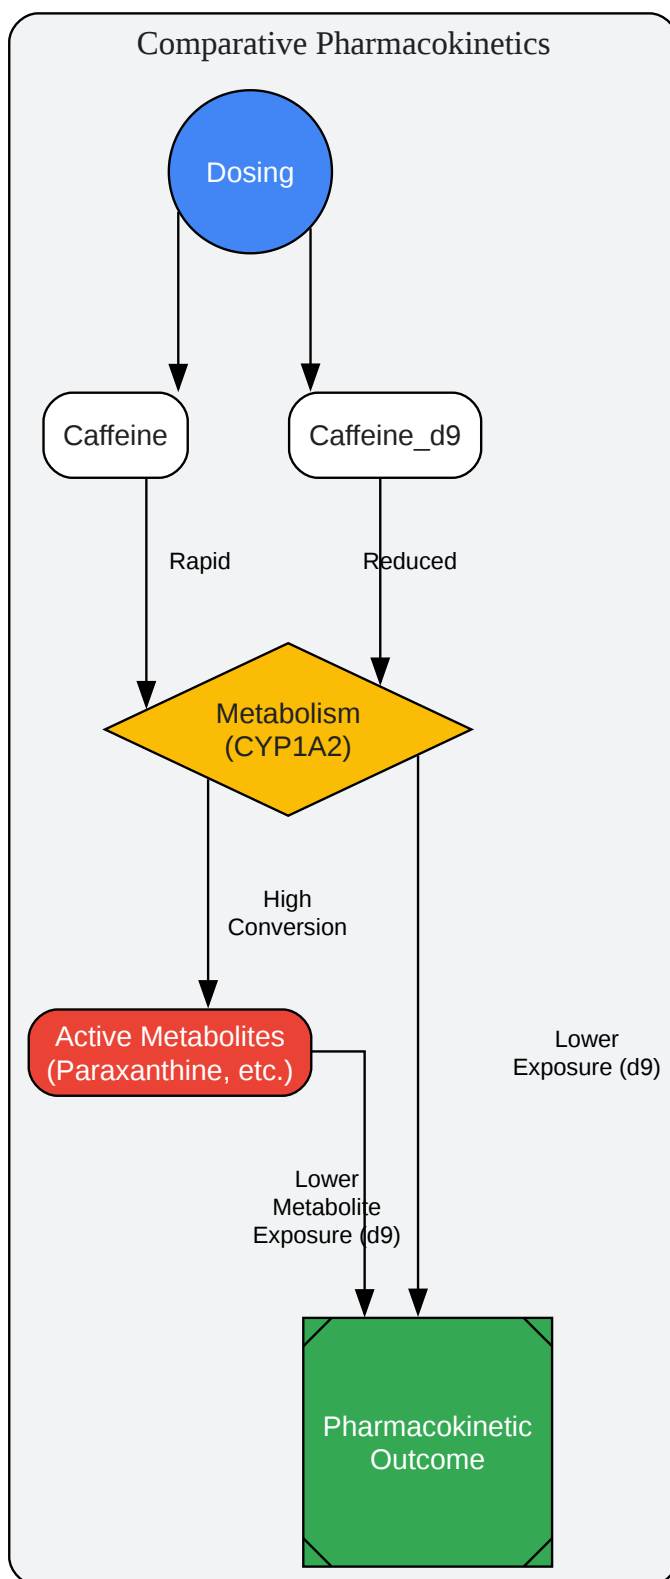 Comparative Pharmacokinetics
Dosing
Caffeine
Caffeine_d9
Rapid
Reduced
Metabolism
(CYP1A2)
High
Conversion
Active Metabolites
(Paraxanthine, etc.)
Lower
Exposure (d9)
Lower
Metabolite
Exposure (d9)
Pharmacokinetic
Outcome